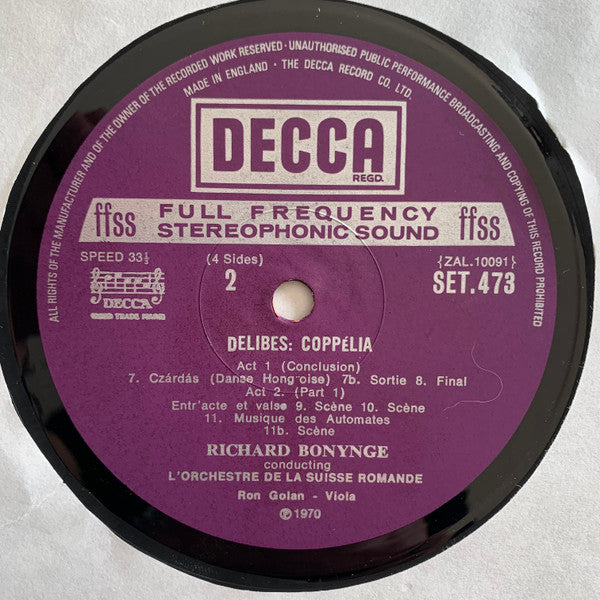 ALL RIGHTS OF THE MANUFACTURER AND OF THE OWNER OF THE RECORDED WORK RESERVED · UNAUTHORISED PUBLIC PERFORMANCE BROADCASTING AND COPYING OF THIS RECORD PROHIBITED
MADE IN ENGLAND · THE DECCA RECORD CO. LTD.
DECCA
REGD.
ffss FULL FREQUENCY ffss
STEREOPHONIC SOUND
SPEED 33⅓ (4 Sides) {ZAL.10091}
2 SET.473
DECCA
DELIBES: COPPÉLIA
Act 1 (Conclusion)
7. Czárdás (Danse Hongroise) 7b. Sortie 8. Final
Act 2. (Part 1)
Entr'acte et valse 9. Scène 10. Scène
11. Musique des Automates
11b. Scène
RICHARD BONYNGE
conducting
L'ORCHESTRE DE LA SUISSE ROMANDE
Ron Golan - Viola
℗ 1970